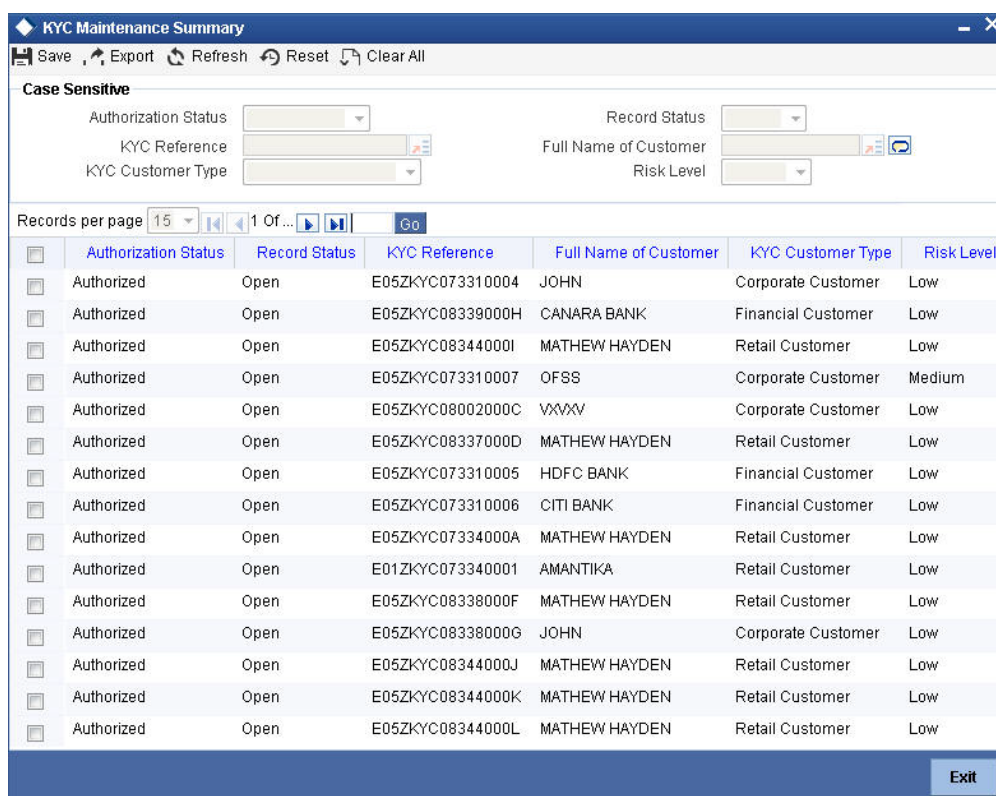 KYC Maintenance Summary
Save Export Refresh Reset Clear All
Case Sensitive
Authorization Status Record Status
KYC Reference Full Name of Customer
KYC Customer Type Risk Level
Records per page 15 1 Of ... Go
Authorization Status Record Status KYC Reference Full Name of Customer KYC Customer Type Risk Level
Authorized Open E05ZKYC073310004 JOHN Corporate Customer Low
Authorized Open E05ZKYC08339000H CANARA BANK Financial Customer Low
Authorized Open E05ZKYC08344000I MATHEW HAYDEN Retail Customer Low
Authorized Open E05ZKYC073310007 OFSS Corporate Customer Medium
Authorized Open E05ZKYC08002000C VXVXV Corporate Customer Low
Authorized Open E05ZKYC08337000D MATHEW HAYDEN Retail Customer Low
Authorized Open E05ZKYC073310005 HDFC BANK Financial Customer Low
Authorized Open E05ZKYC073310006 CITI BANK Financial Customer Low
Authorized Open E05ZKYC07334000A MATHEW HAYDEN Retail Customer Low
Authorized Open E01ZKYC073340001 AMANTIKA Retail Customer Low
Authorized Open E05ZKYC08338000F MATHEW HAYDEN Retail Customer Low
Authorized Open E05ZKYC08338000G JOHN Corporate Customer Low
Authorized Open E05ZKYC08344000J MATHEW HAYDEN Retail Customer Low
Authorized Open E05ZKYC08344000K MATHEW HAYDEN Retail Customer Low
Authorized Open E05ZKYC08344000L MATHEW HAYDEN Retail Customer Low
Exit